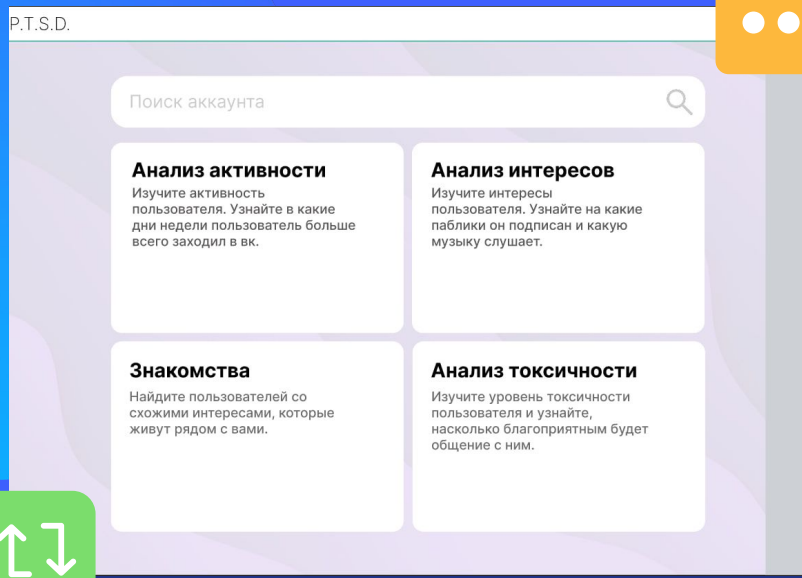 P.T.S.D.
Поиск аккаунта
Анализ активности
Изучите активность
пользователя. Узнайте в какие
дни недели пользователь больше
всего заходил в вк.
Анализ интересов
Изучите интересы
пользователя. Узнайте на какие
паблики он подписан и какую
музыку слушает.
Знакомства
Найдите пользователей со
схожими интересами, которые
живут рядом с вами.
Анализ токсичности
Изучите уровень токсичности
пользователя и узнайте,
насколько благоприятным будет
общение с ним.